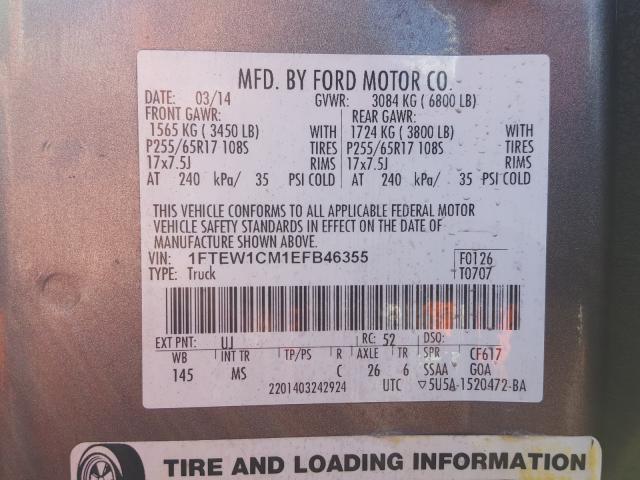 MFD. BY FORD MOTOR CO.
DATE: 03/14 GVWR: 3084 KG ( 6800 LB)
FRONT GAWR: REAR GAWR:
1565 KG ( 3450 LB) WITH 1724 KG ( 3800 LB) WITH
P255/65R17 108S TIRES P255/65R17 108S TIRES
17x7.5J RIMS 17x7.5J RIMS
AT 240 kPa/ 35 PSI COLD AT 240 kPa/ 35 PSI COLD
THIS VEHICLE CONFORMS TO ALL APPLICABLE FEDERAL MOTOR
VEHICLE SAFETY STANDARDS IN EFFECT ON THE DATE OF
MANUFACTURE SHOWN ABOVE.
VIN: 1FTEW1CM1EFB46355 F0126
TYPE: Truck T0707
EXT PNT: UJ RC: 52 DSO:
WB INT TR TP/PS R AXLE TR SPR CF617
145 MS C 26 6 SSAA GOA
2201403242924 UTC ▽5U5A-1520472-BA
TIRE AND LOADING INFORMATION